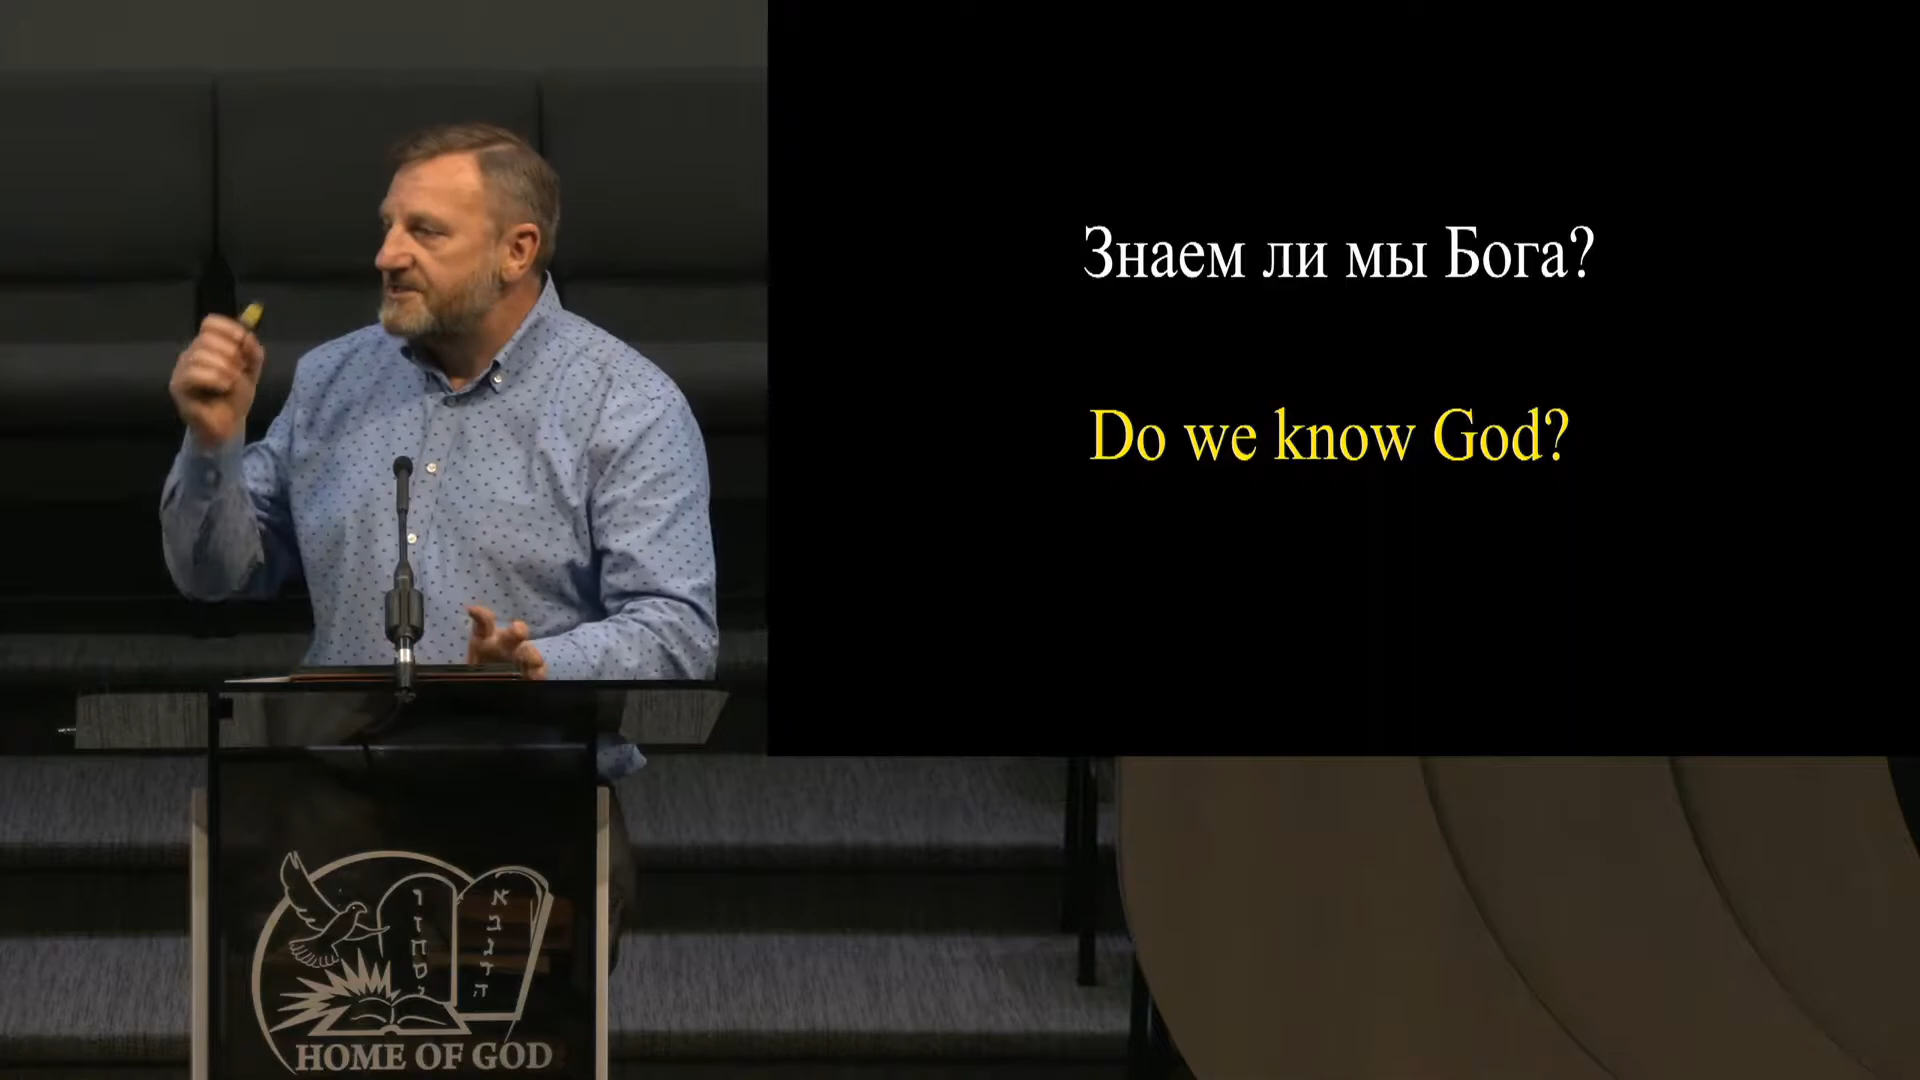 Знаем ли мы Бога?
Do we know God?
ו א
ז ב
ח ג
ט ד
י ה
HOME OF GOD